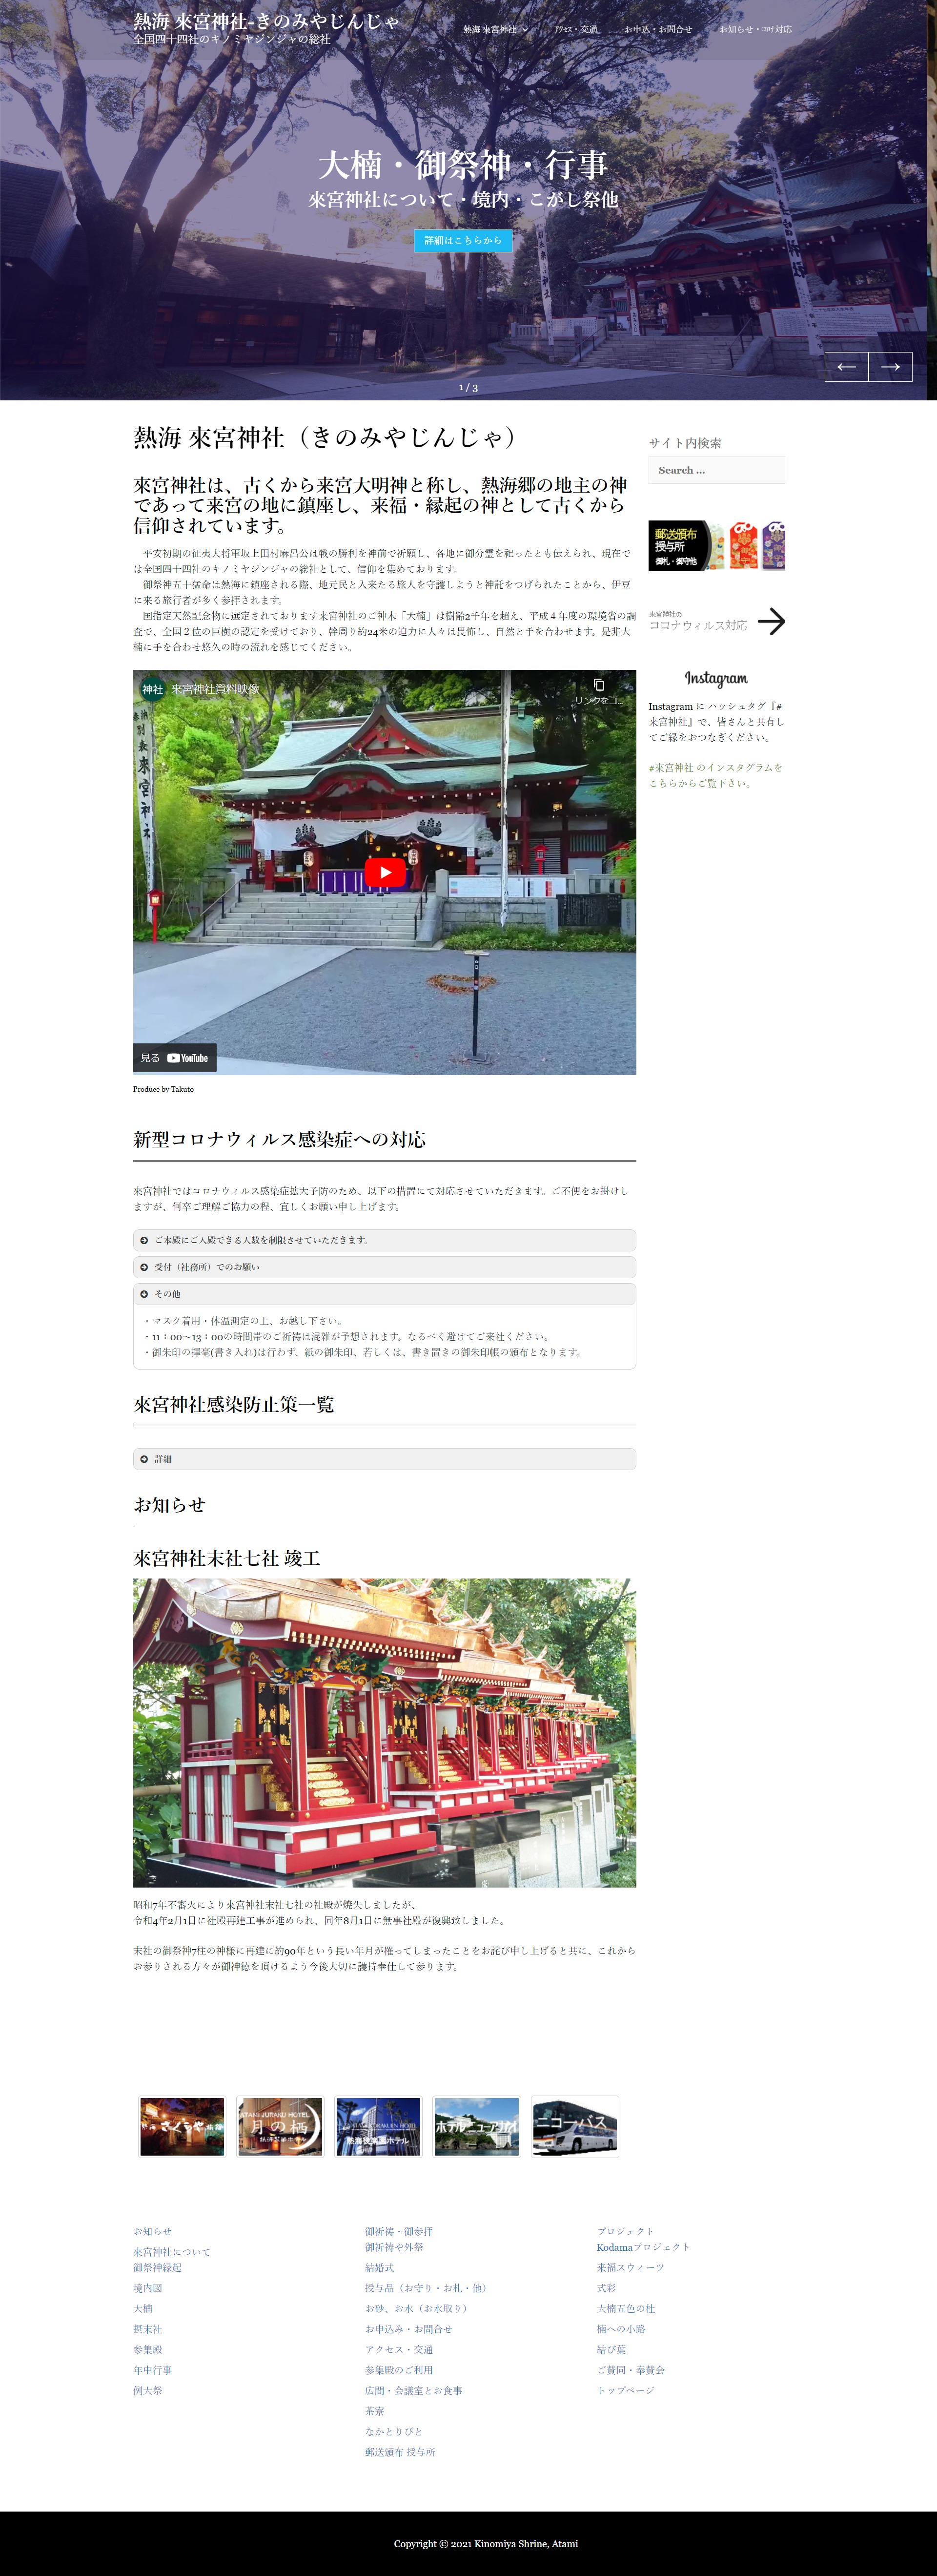 熱海 來宮神社-きのみやじんじゃ
全国四十四社のキノミヤジンジャの総社
熱海 來宮神社
ｱｸｾｽ・交通
お申込・お問合せ
お知らせ・ｺﾛﾅ対応
大楠・御祭神・行事
來宮神社について・境内・こがし祭他
詳細はこちらから
1 / 3
熱海 來宮神社（きのみやじんじゃ）
來宮神社は、古くから来宮大明神と称し、熱海郷の地主の神
であって来宮の地に鎮座し、来福・縁起の神として古くから
信仰されています。
平安初期の征夷大将軍坂上田村麻呂公は戦の勝利を神前で祈願し、各地に御分霊を祀ったとも伝えられ、現在で
は全国四十四社のキノミヤジンジャの総社として、信仰を集めております。
御祭神五十猛命は熱海に鎮座される際、地元民と入来たる旅人を守護しようと神託をつげられたことから、伊豆
に来る旅行者が多く参拝されます。
国指定天然記念物に選定されております来宮神社のご神木「大楠」は樹齢2千年を超え、平成４年度の環境省の調
査で、全国２位の巨樹の認定を受けており、幹周り約24米の迫力に人々は畏怖し、自然と手を合わせます。是非大
楠に手を合わせ悠久の時の流れを感じてください。
神社 來宮神社資料映像
リンクをコ...
來宮神社
見る YouTube
Produce by Takuto
新型コロナウィルス感染症への対応
來宮神社ではコロナウィルス感染症拡大予防のため、以下の措置にて対応させていただきます。ご不便をお掛けし
ますが、何卒ご理解ご協力の程、宜しくお願い申し上げます。
ご本殿にご入殿できる人数を制限させていただきます。
受付（社務所）でのお願い
その他
・マスク着用・体温測定の上、お越し下さい。
・11：00～13：00の時間帯のご祈祷は混雑が予想されます。なるべく避けてご来社ください。
・御朱印の揮毫(書き入れ)は行わず、紙の御朱印、若しくは、書き置きの御朱印帳の頒布となります。
來宮神社感染防止策一覧
詳細
お知らせ
來宮神社末社七社 竣工
昭和7年不審火により來宮神社末社七社の社殿が焼失しましたが、
令和4年2月1日に社殿再建工事が進められ、同年8月1日に無事社殿が復興致しました。
末社の御祭神7柱の神様に再建に約90年という長い年月が罹ってしまったことをお詫び申し上げると共に、これから
お参りされる方々が御神徳を頂けるよう今後大切に護持奉仕して参ります。
サイト内検索
Search ...
郵送頒布
授与所
御札・御守他
來宮神社の
コロナウィルス対応
Instagram
Instagram に ハッシュタグ『#
来宮神社』で、皆さんと共有し
てご縁をおつなぎください。
#來宮神社 のインスタグラムを
こちらからご覧下さい。
さくらや
月の栖
熱海後楽園ホテル
ホテルニューアカオ
ニコーバス
お知らせ
來宮神社について
御祭神縁起
境内図
大楠
摂末社
参集殿
年中行事
例大祭
御祈祷・御参拝
御祈祷や外祭
結婚式
授与品（お守り・お札・他）
お砂、お水（お水取り）
お申込み・お問合せ
アクセス・交通
参集殿のご利用
広間・会議室とお食事
茶寮
なかとりびと
郵送頒布 授与所
プロジェクト
Kodamaプロジェクト
来福スウィーツ
式彩
大楠五色の杜
楠への小路
結び葉
ご賛同・奉賛会
トップページ
Copyright © 2021 Kinomiya Shrine, Atami